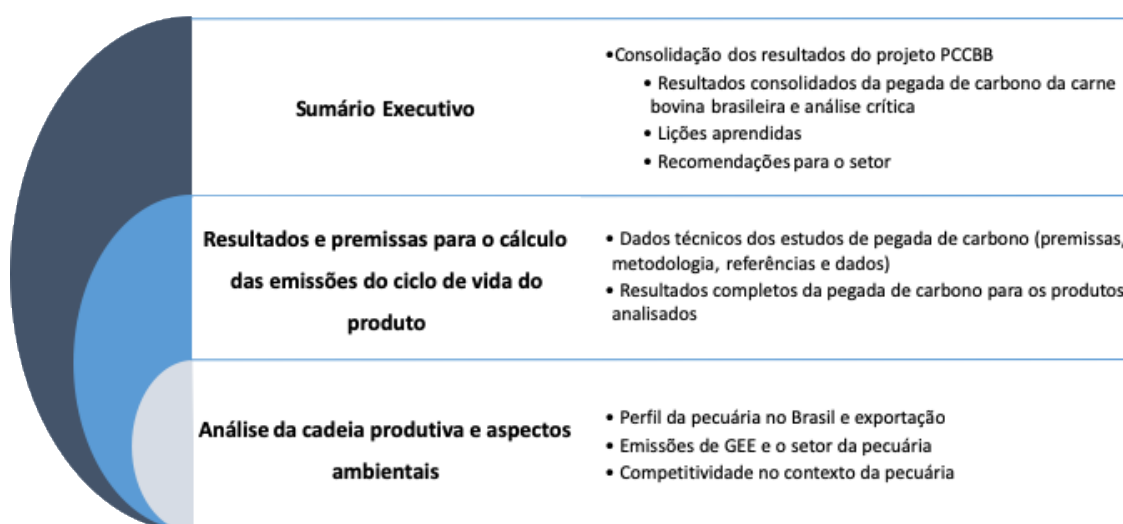 Sumário Executivo
•Consolidação dos resultados do projeto PCCBB
• Resultados consolidados da pegada de carbono da carne
bovina brasileira e análise crítica
• Lições aprendidas
• Recomendações para o setor
Resultados e premissas para o cálculo
das emissões do ciclo de vida do
produto
• Dados técnicos dos estudos de pegada de carbono (premissas,
metodologia, referências e dados)
• Resultados completos da pegada de carbono para os produtos
analisados
Análise da cadeia produtiva e aspectos
ambientais
• Perfil da pecuária no Brasil e exportação
• Emissões de GEE e o setor da pecuária
• Competitividade no contexto da pecuária